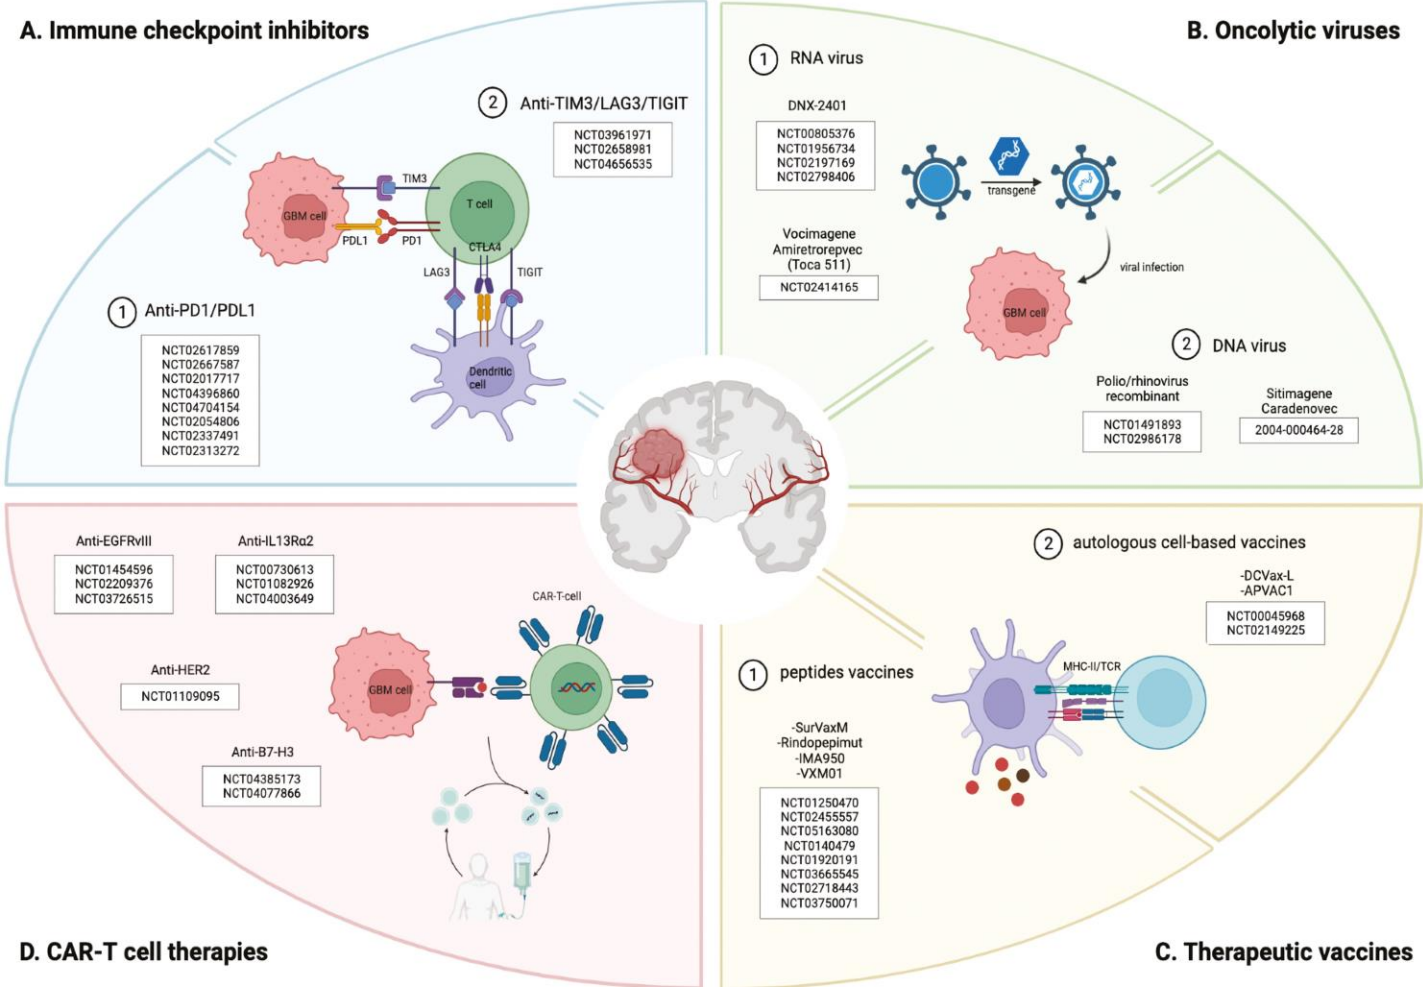 A. Immune checkpoint inhibitors
2 Anti-TIM3/LAG3/TIGIT
NCT03961971
NCT02658981
NCT04656535
TIM3
T cell
GBM cell
PDL1
PD1
CTLA4
LAG3
TIGIT
Dendritic
cell
1 Anti-PD1/PDL1
NCT02617859
NCT02667587
NCT02017717
NCT04396860
NCT04704154
NCT02054806
NCT02337491
NCT02313272
B. Oncolytic viruses
1 RNA virus
DNX-2401
NCT00805376
NCT01956734
NCT02197169
NCT02798406
transgene
Vocimagene
Amiretrorepvec
(Toca 511)
NCT02414165
viral infection
GBM cell
2 DNA virus
Polio/rhinovirus
recombinant
NCT01491893
NCT02986178
Sitimagene
Caradenovec
2004-000464-28
Anti-EGFRvIII
NCT01454596
NCT02209376
NCT03726515
Anti-IL13Rα2
NCT00730613
NCT01082926
NCT04003649
CAR-T-cell
Anti-HER2
NCT01109095
GBM cell
Anti-B7-H3
NCT04385173
NCT04077866
D. CAR-T cell therapies
2 autologous cell-based vaccines
-DCVax-L
-APVAC1
NCT00045968
NCT02149225
MHC-II/TCR
1 peptides vaccines
-SurVaxM
-Rindopepimut
-IMA950
-VXM01
NCT01250470
NCT02455557
NCT05163080
NCT0140479
NCT01920191
NCT03665545
NCT02718443
NCT03750071
C. Therapeutic vaccines